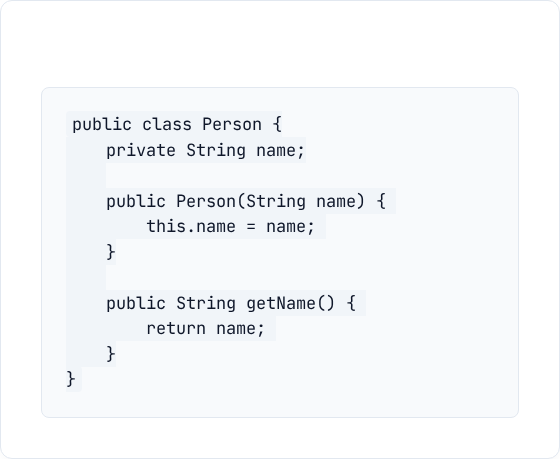 public class Person {
    private String name;

    public Person(String name) {
        this.name = name;
    }

    public String getName() {
        return name;
    }
}